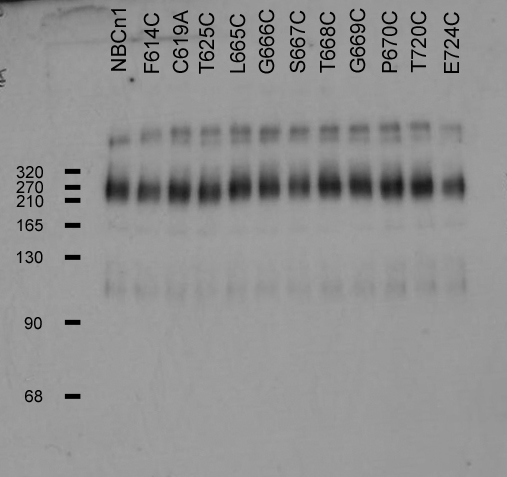 NBCn1
F614C
C619A
T625C
L665C
G666C
S667C
T668C
G669C
P670C
T720C
E724C
320
270
210
165
130
90
68